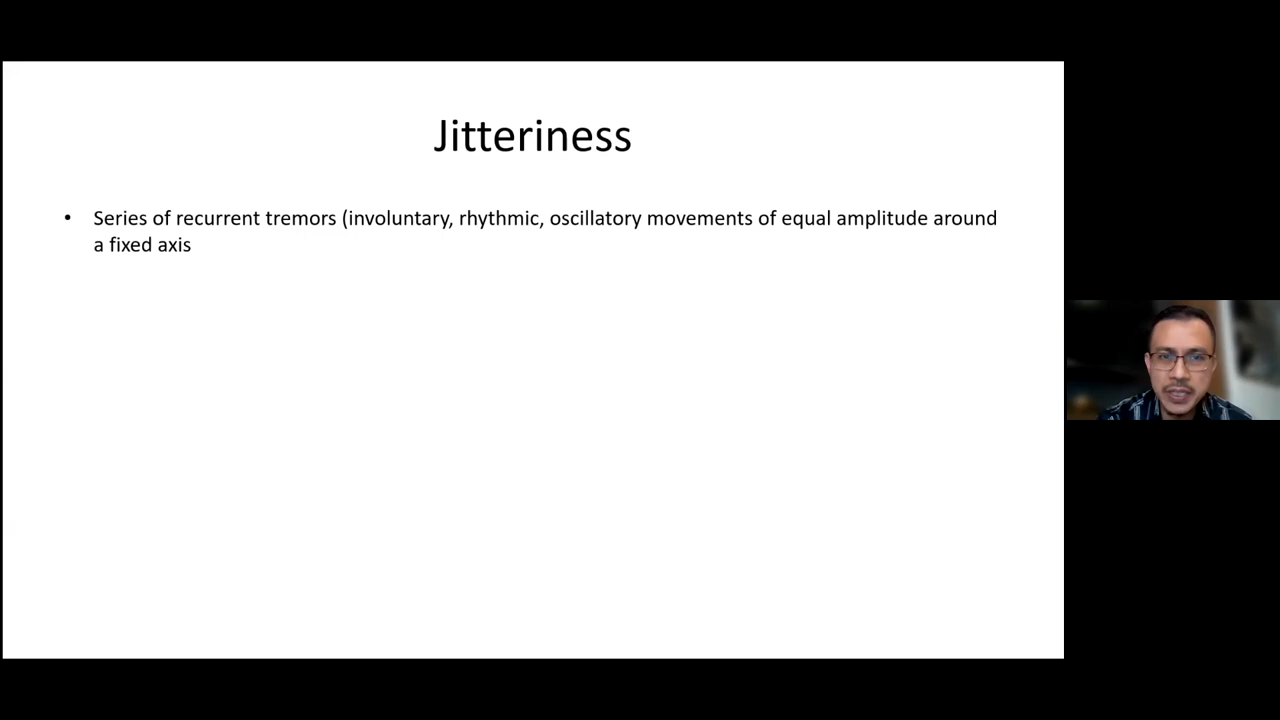 Jitteriness
• Series of recurrent tremors (involuntary, rhythmic, oscillatory movements of equal amplitude around
a fixed axis